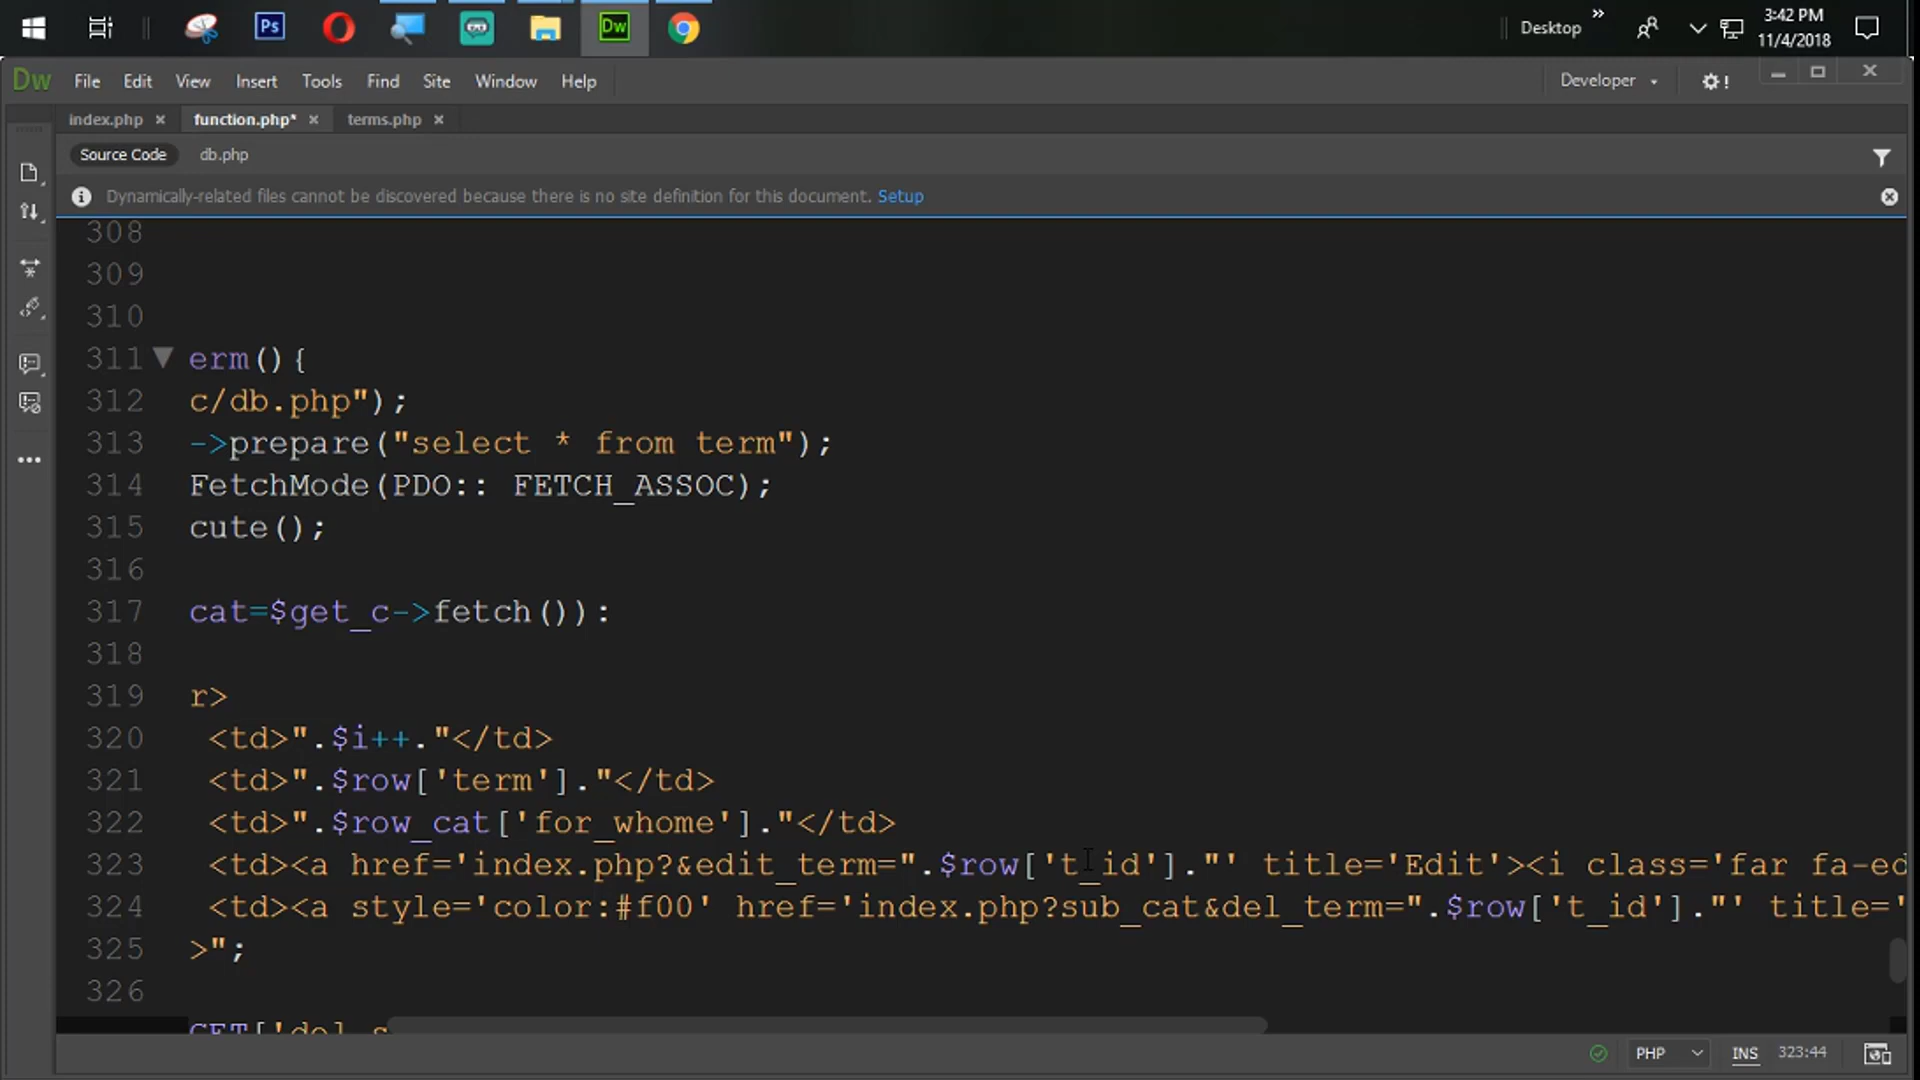 Ps
Dw
Desktop
»
3:42 PM
11/4/2018
Dw File Edit View Insert Tools Find Site Window Help
Developer
!
index.php × function.php* × terms.php ×
Source Code db.php
Dynamically-related files cannot be discovered because there is no site definition for this document. Setup
308
309
310
311 erm(){
312 c/db.php");
313 ->prepare("select * from term");
314 FetchMode(PDO:: FETCH_ASSOC);
315 cute();
316
317 cat=$get_c->fetch()):
318
319 r>
320 <td>".$i++."</td>
321 <td>".$row['term']."</td>
322 <td>".$row_cat['for_whome']."</td>
323 <td><a href='index.php?&edit_term=".$row['t_id']."' title='Edit'><i class='far fa-ed
324 <td><a style='color:#f00' href='index.php?sub_cat&del_term=".$row['t_id']."' title='
325 >";
326
PHP INS 323:44